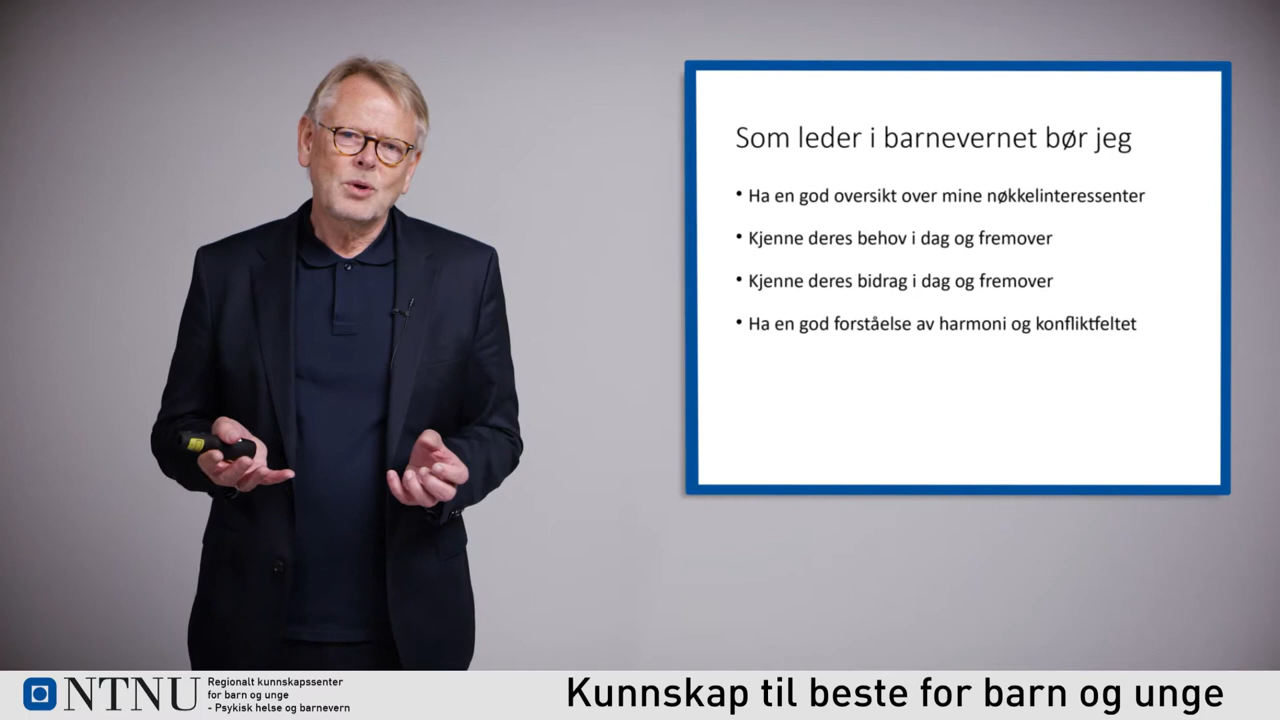 Som leder i barnevernet bør jeg
• Ha en god oversikt over mine nøkkelinteressenter
• Kjenne deres behov i dag og fremover
• Kjenne deres bidrag i dag og fremover
• Ha en god forståelse av harmoni og konfliktfeltet
NTNU
Regionalt kunnskapssenter
for barn og unge
- Psykisk helse og barnevern
Kunnskap til beste for barn og unge